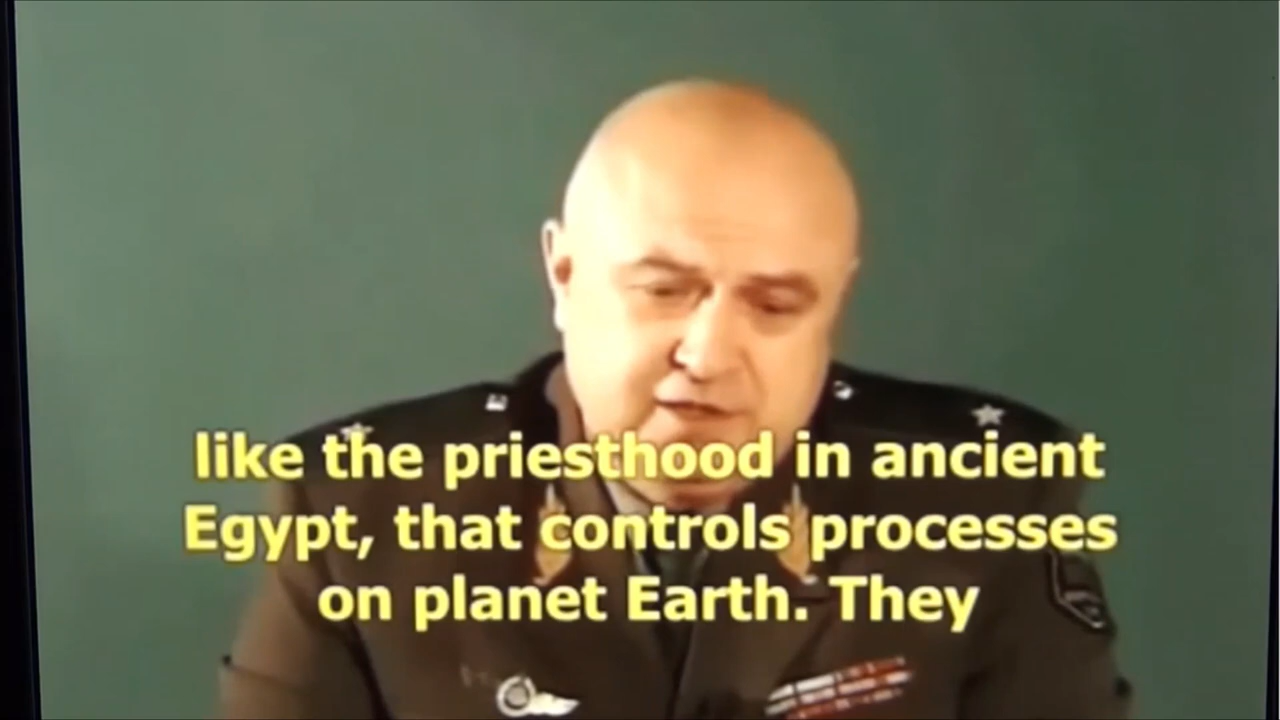 like the priesthood in ancient
Egypt, that controls processes
on planet Earth. They